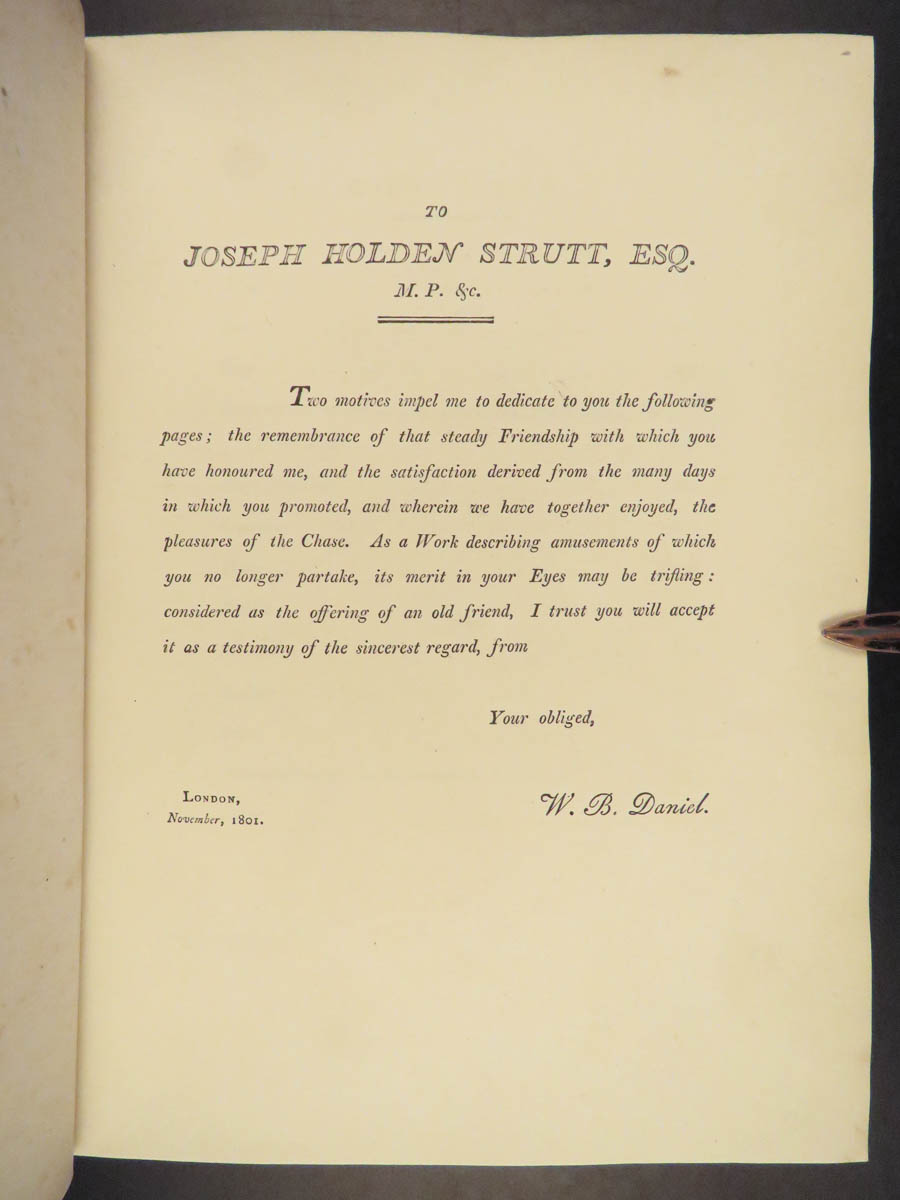 TO
JOSEPH HOLDEN STRUTT, ESQ.
M. P. &c.
Two motives impel me to dedicate to you the following
pages; the remembrance of that steady Friendship with which you
have honoured me, and the satisfaction derived from the many days
in which you promoted, and wherein we have together enjoyed, the
pleasures of the Chase. As a Work describing amusements of which
you no longer partake, its merit in your Eyes may be trifling:
considered as the offering of an old friend, I trust you will accept
it as a testimony of the sincerest regard, from
Your obliged,
LONDON,
November, 1801.
W. B. Daniel.